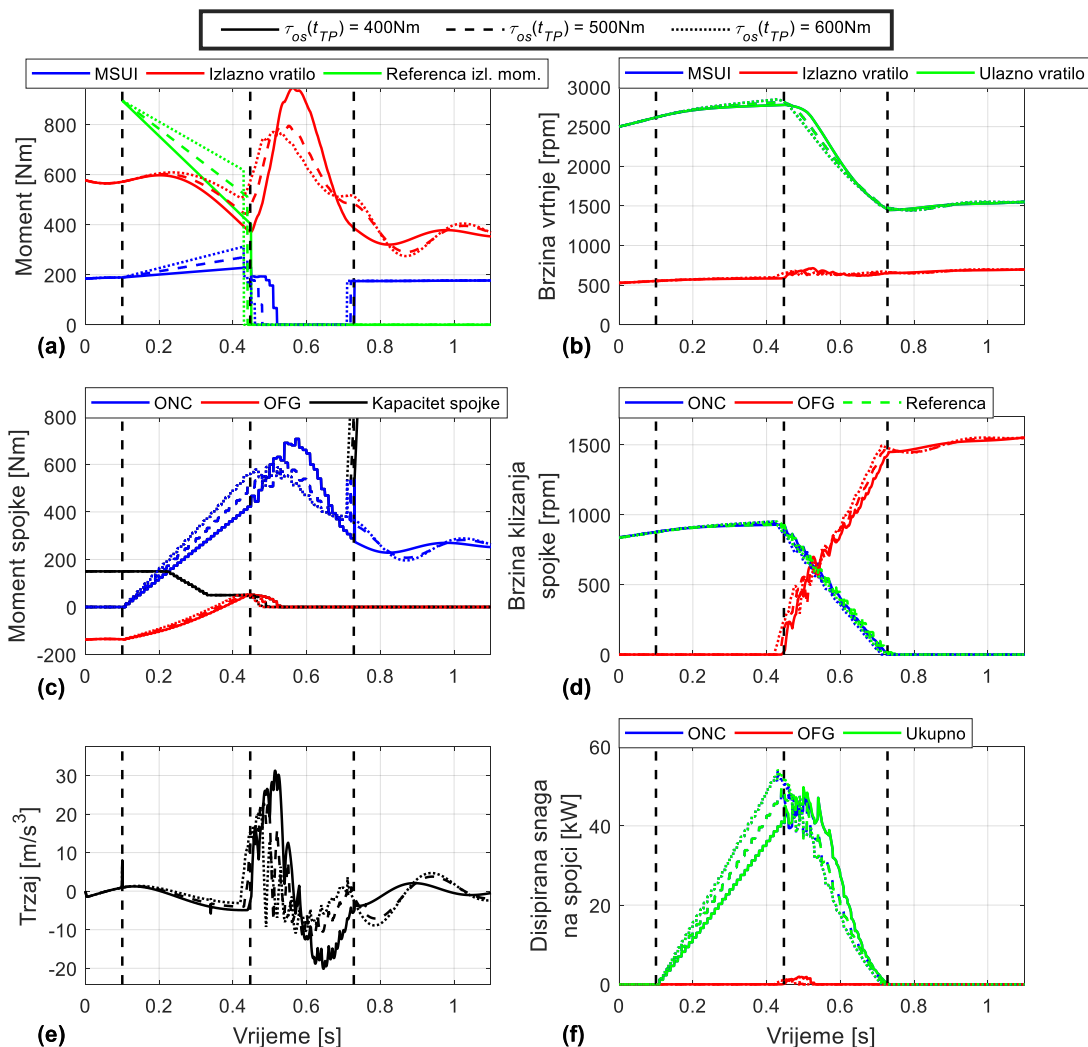 τos(tTP) = 400Nm τos(tTP) = 500Nm τos(tTP) = 600Nm
MSUI Izlazno vratilo Referenca izl. mom.
Moment [Nm]
800
600
400
200
0
0 0.2 0.4 0.6 0.8 1
(a)
MSUI Izlazno vratilo Ulazno vratilo
Brzina vrtnje [rpm]
3000
2500
2000
1500
1000
500
0
0 0.2 0.4 0.6 0.8 1
(b)
ONC OFG Kapacitet spojke
Moment spojke [Nm]
800
600
400
200
0
-200
0 0.2 0.4 0.6 0.8 1
(c)
ONC OFG Referenca
Brzina klizanja
spojke [rpm]
1500
1000
500
0
0 0.2 0.4 0.6 0.8 1
(d)
Trzaj [m/s³]
30
20
10
0
-10
-20
0 0.2 0.4 0.6 0.8 1
Vrijeme [s]
(e)
ONC OFG Ukupno
Disipirana snaga
na spojci [kW]
60
40
20
0
0 0.2 0.4 0.6 0.8 1
Vrijeme [s]
(f)